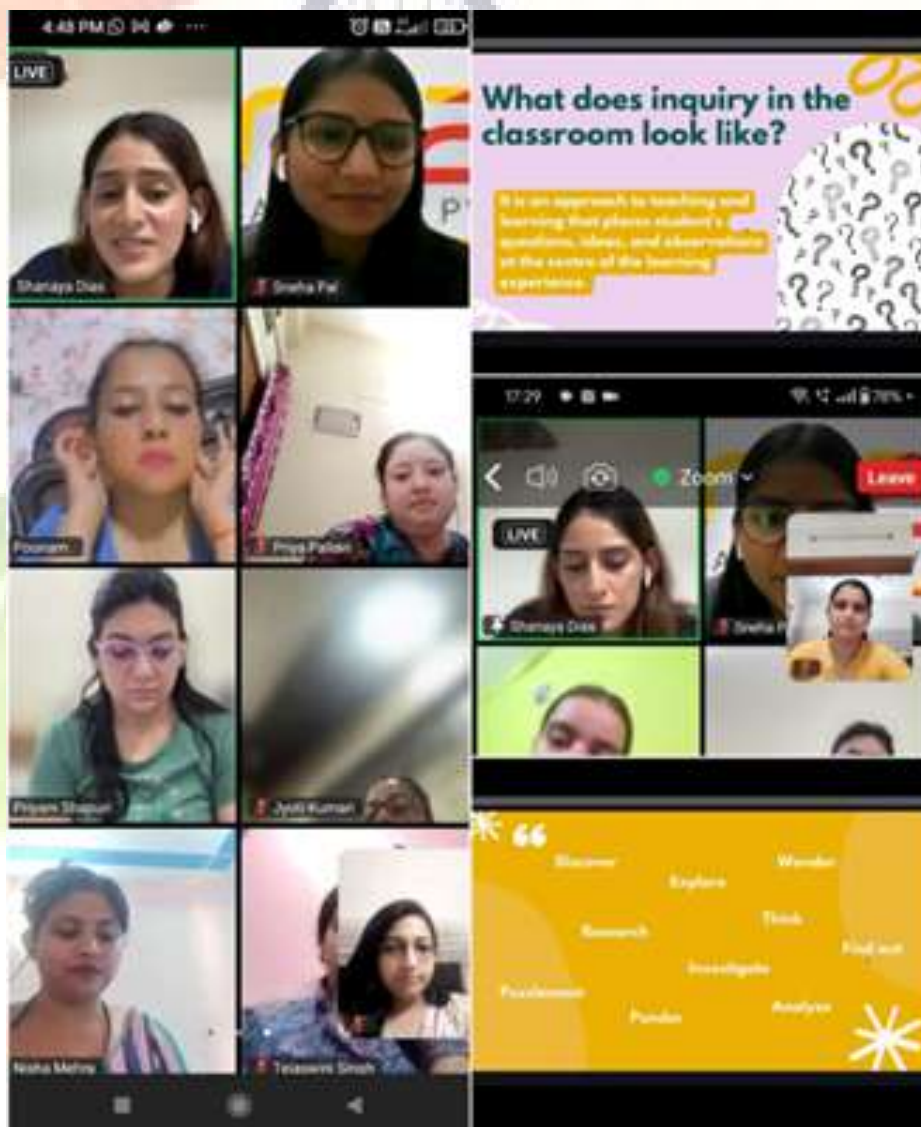 4:48 PM
LIVE
Shanaya Dias
Sneha Pal
P
Poonam
Priya
Priyani
Jyoti Kumari
Nisha Mehra
Tejaswini Singh
What does inquiry in the
classroom look like?
It is an approach to teaching and
learning that places student's
questions, ideas, and observations
at the centre of the learning
experience.
17:29
78%
Zoom
Leave
LIVE
Shanaya Dias
Sneha P
Discover
Wonder
Explore
Think
Research
Find out
Investigate
Puzzlement
Analyse
Ponder